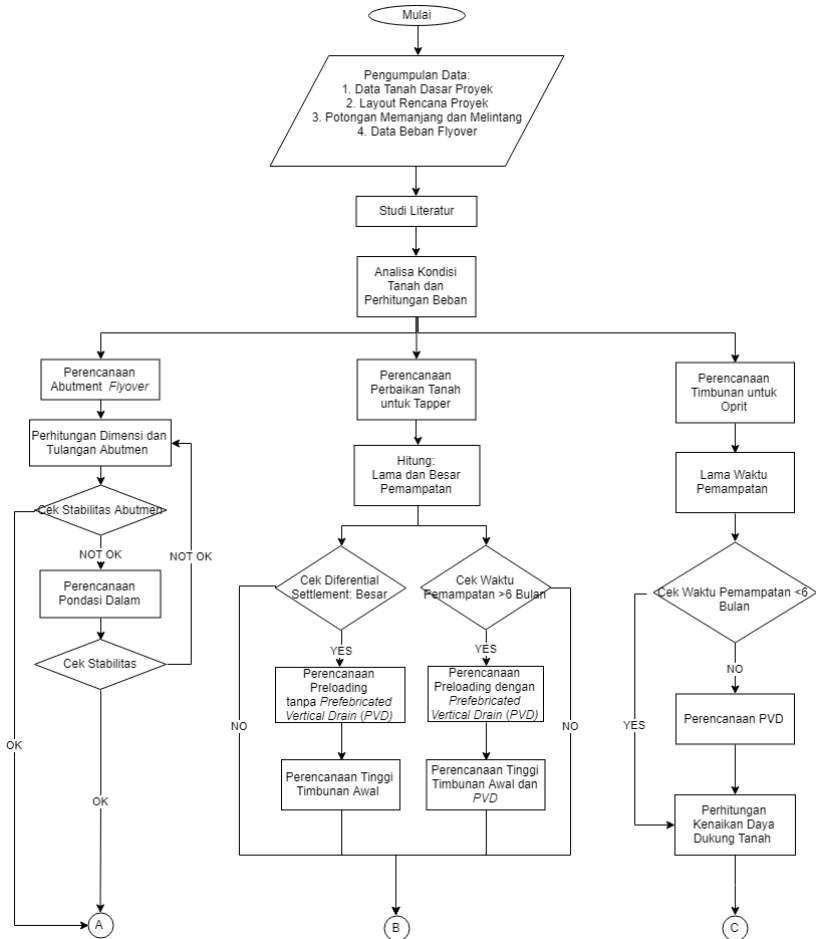 Mulai
Pengumpulan Data:
1. Data Tanah Dasar Proyek
2. Layout Rencana Proyek
3. Potongan Memanjang dan Melintang
4. Data Beban Flyover
Studi Literatur
Analisa Kondisi
Tanah dan
Perhitungan Beban
Perencanaan
Abutment Flyover
Perhitungan Dimensi dan
Tulangan Abutmen
Cek Stabilitas Abutmen
NOT OK
NOT OK
Perencanaan
Pondasi Dalam
Cek Stabilitas
OK
OK
A
Perencanaan
Perbaikan Tanah
untuk Tapper
Hitung:
Lama dan Besar
Pemampatan
Cek Diferential
Settlement: Besar
YES
NO
Perencanaan
Preloading
tanpa Prefebricated
Vertical Drain (PVD)
Perencanaan Tinggi
Timbunan Awal
Cek Waktu
Pemampatan >6 Bulan
YES
NO
Perencanaan
Preloading dengan
Prefebricated
Vertical Drain (PVD)
Perencanaan Tinggi
Timbunan Awal dan
PVD
B
Perencanaan
Timbunan untuk
Oprit
Lama Waktu
Pemampatan
Cek Waktu Pemampatan <6
Bulan
NO
YES
Perencanaan PVD
Perhitungan
Kenaikan Daya
Dukung Tanah
C